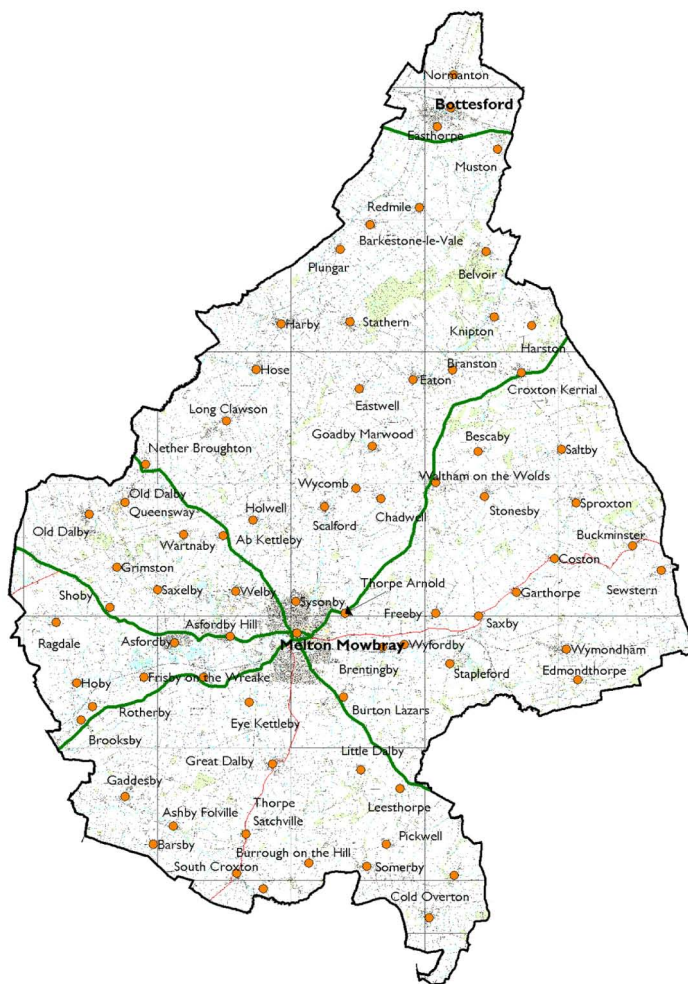 Normanton
Bottesford
Easthorpe
Muston
Redmile
Barkestone-le-Vale
Plungar
Belvoir
Harby
Stathern
Knipton
Harston
Branston
Hose
Eaton
Croxton Kerrial
Eastwell
Long Clawson
Goadby Marwood
Bescaby
Saltby
Nether Broughton
Waltham on the Wolds
Wycomb
Old Dalby
Queensway
Chadwell
Stonesby
Sproxton
Holwell
Scalford
Old Dalby
Wartnaby
Ab Kettleby
Buckminster
Coston
Grimston
Thorpe Arnold
Sewstern
Saxelby
Welby
Garthorpe
Shoby
Sysonby
Freeby
Saxby
Ragdale
Asfordby Hill
Asfordby
Melton Mowbray
Wyfordby
Wymondham
Brentingby
Stapleford
Edmondthorpe
Hoby
Frisby on the Wreake
Rotherby
Burton Lazars
Eye Kettleby
Brooksby
Little Dalby
Great Dalby
Gaddesby
Leesthorpe
Thorpe
Satchville
Ashby Folville
Pickwell
Barsby
Burrough on the Hill
South Croxton
Somerby
Cold Overton